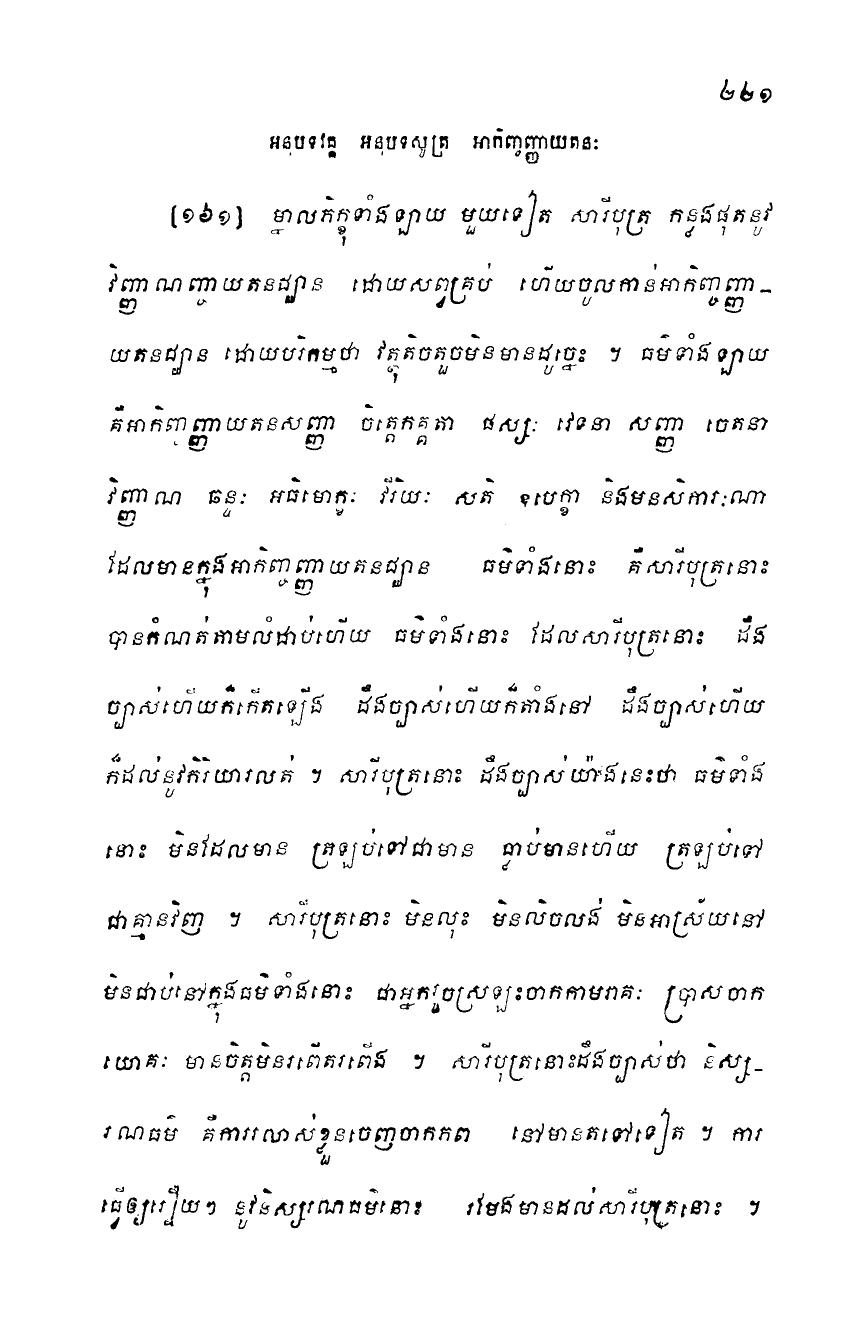 ២២១
អនុបទវគ្គ អនុបទសូត្រ អាកិញ្ចញ្ញាយតនៈ
[១៦១] ម្នាលភិក្ខុទាំងឡាយ មួយទៀត សារីបុត្រ កន្លងផុតនូវ
វិញ្ញាណញ្ចាយតនជ្ឈាន ដោយសព្វគ្រប់ ហើយចូលកាន់អាកិញ្ចញ្ញា-
យតនជ្ឈាន ដោយបរិកម្មថា វត្ថុតិចតួចមិនមានដូច្នេះ ។ ធម៌ទាំងឡាយ
គឺអាកិញ្ចញ្ញាយតនសញ្ញា ចិត្តេកគ្គតា ផស្សៈ វេទនា សញ្ញា ចេតនា
វិញ្ញាណ ឆន្ទៈ អធិមោក្ខៈ វីរិយៈ សតិ ឧបេក្ខា និងមនសិការៈណា
ដែលមានក្នុងអាកិញ្ចញ្ញាយតនជ្ឈាន ធម៌ទាំងនោះ គឺសារីបុត្រនោះ
បានកំណត់តាមលំដាប់ហើយ ធម៌ទាំងនោះ ដែលសារីបុត្រនោះ ដឹង
ច្បាស់ហើយក៏កើតឡើង ដឹងច្បាស់ហើយក៏តាំងនៅ ដឹងច្បាស់ហើយ
ក៏ដល់នូវកិរិយារលត់ ។ សារីបុត្រនោះ ដឹងច្បាស់យ៉ាងនេះថា ធម៌ទាំង
នោះ មិនដែលមាន ត្រឡប់ទៅជាមាន ធ្លាប់មានហើយ ត្រឡប់ទៅ
ជាគ្មានវិញ ។ សារីបុត្រនោះ មិនលុះ មិនលិចលង់ មិនអាស្រ័យនៅ
មិនជាប់នៅក្នុងធម៌ទាំងនោះ ជាអ្នករួចស្រឡះចាកកាមរាគៈ ប្រាសចាក
យោគៈ មានចិត្តមិនរពើតរពើង ។ សារីបុត្រនោះដឹងច្បាស់ថា និស្ស-
រណធម៌ គឺការរលាស់ខ្លួនចេញចាកភព នៅមានតទៅទៀត ។ ការ
ធ្វើឲ្យរឿយៗ នូវនិស្សរណធម៌នោះ រមែងមានដល់សារីបុត្រនោះ ។